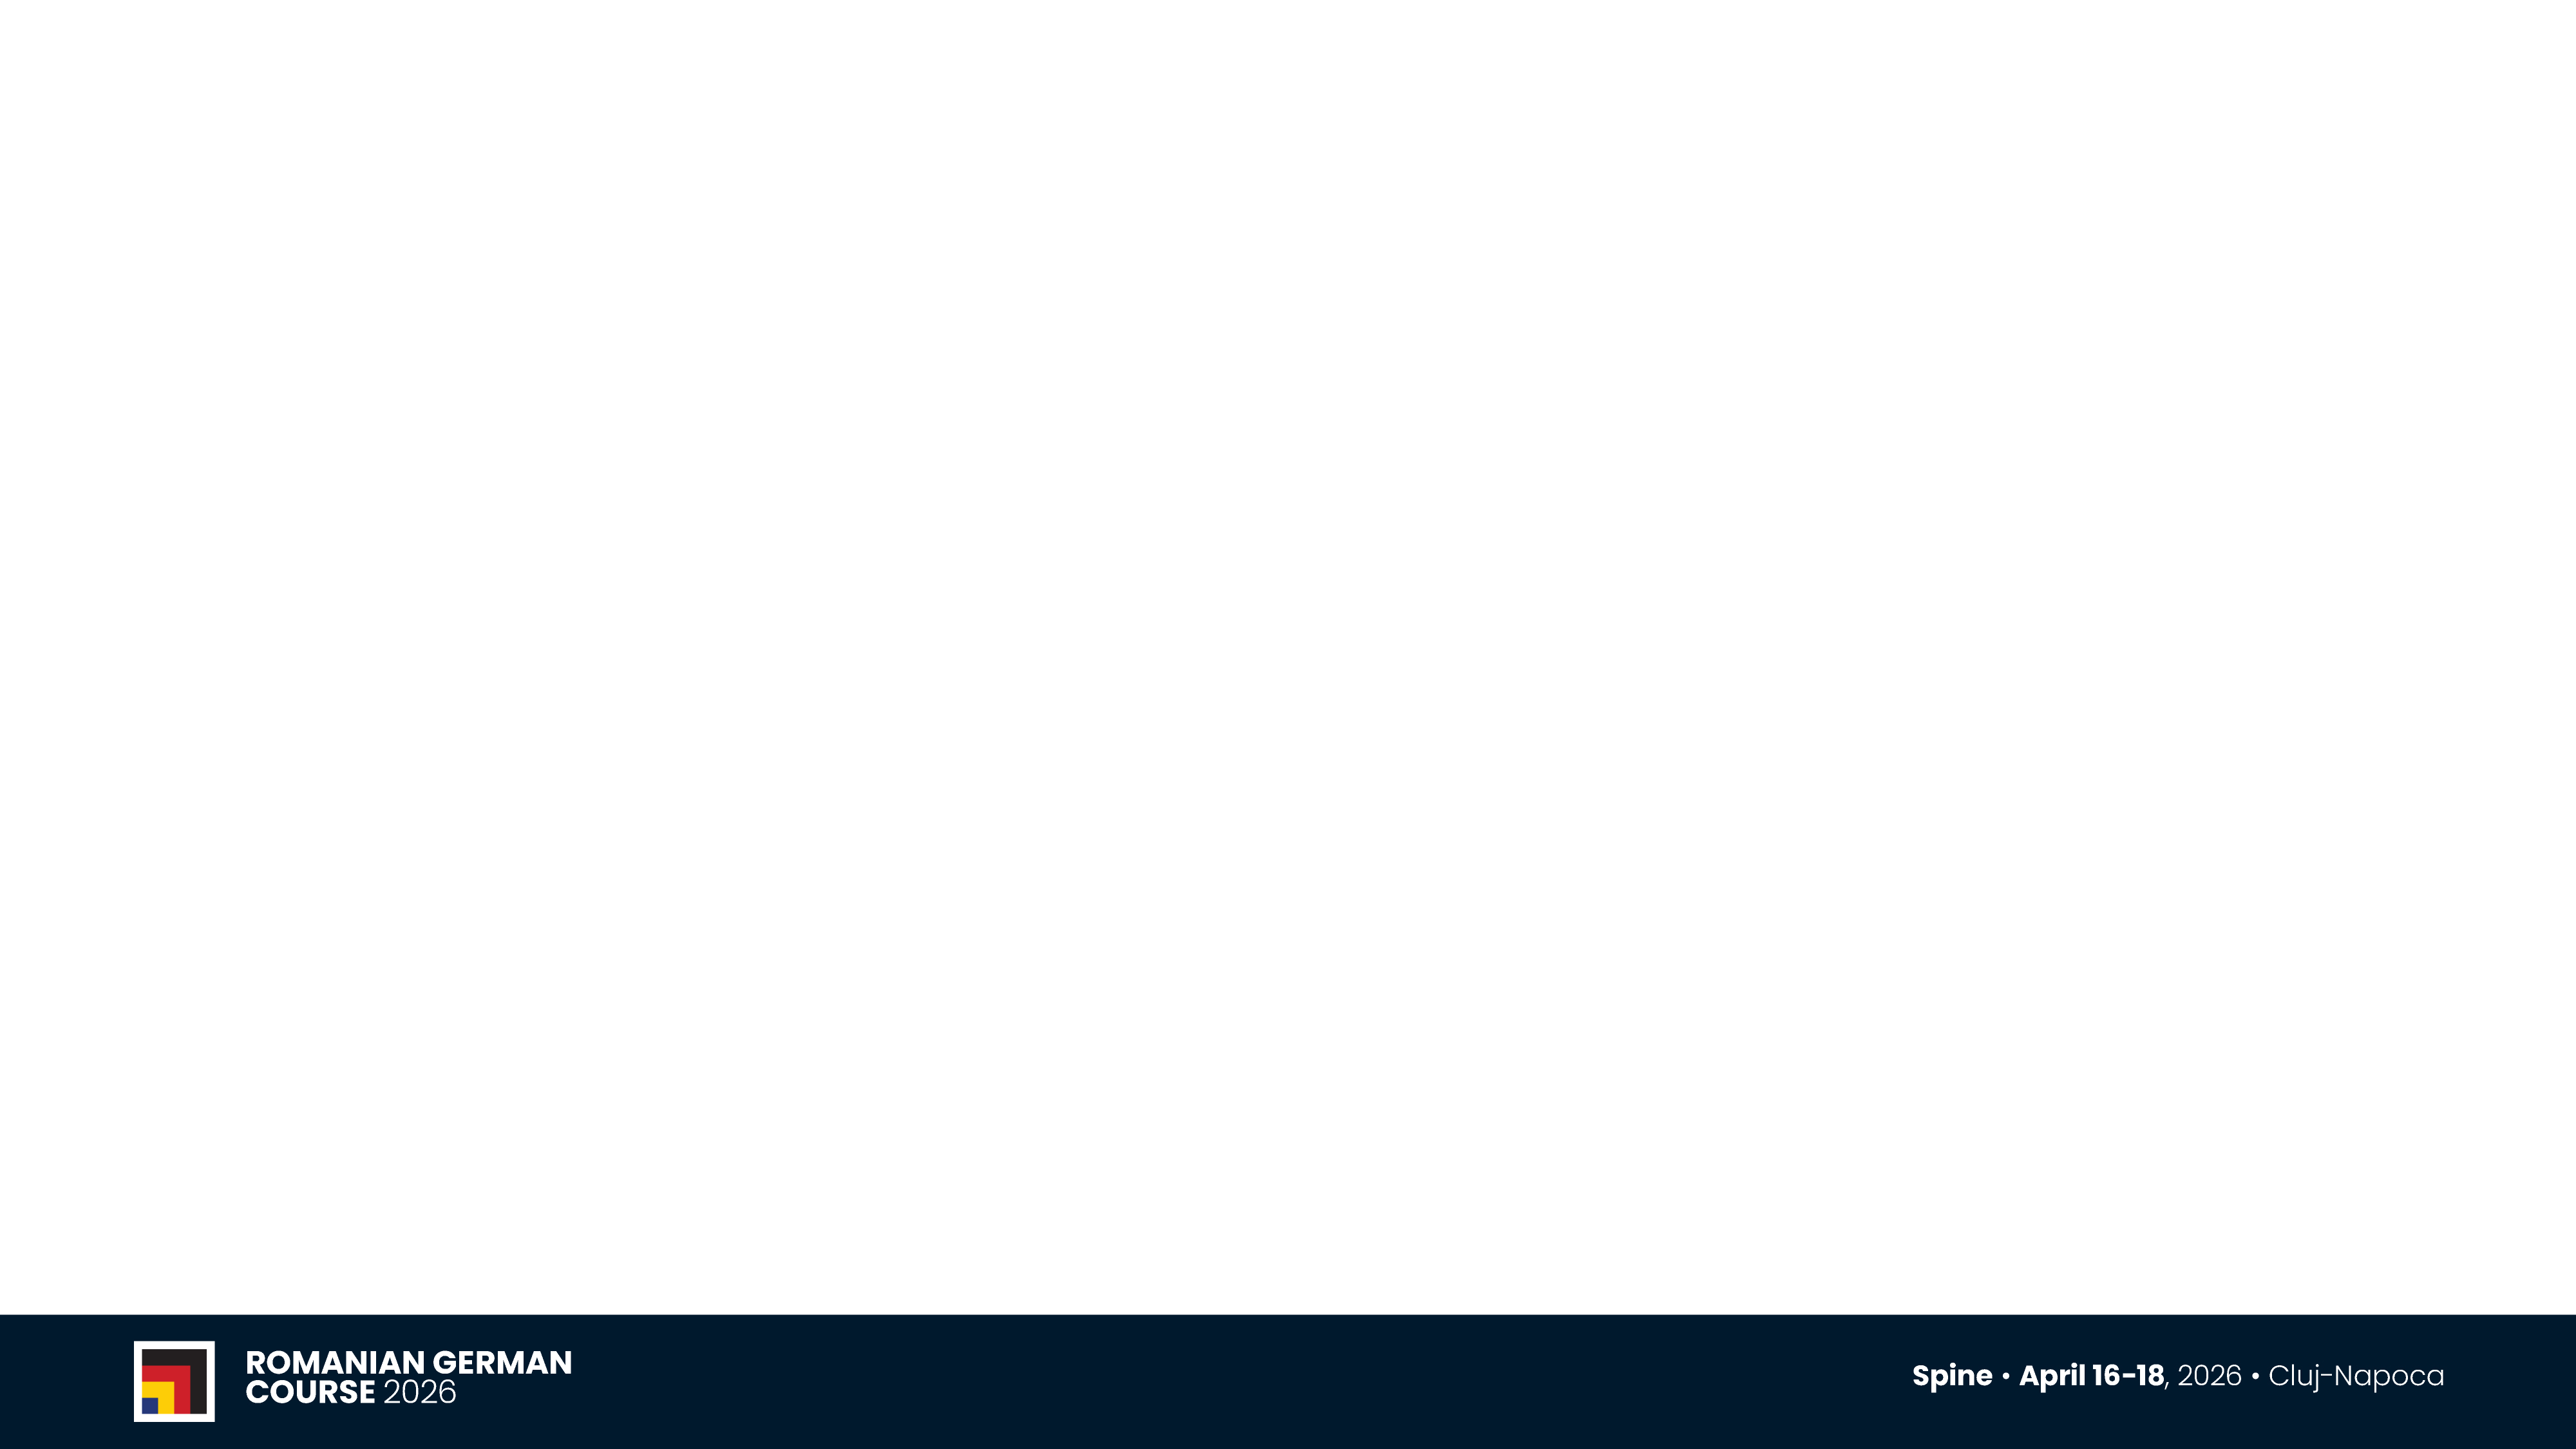 ROMANIAN GERMAN
COURSE 2026
Spine • April 16-18, 2026 • Cluj-Napoca